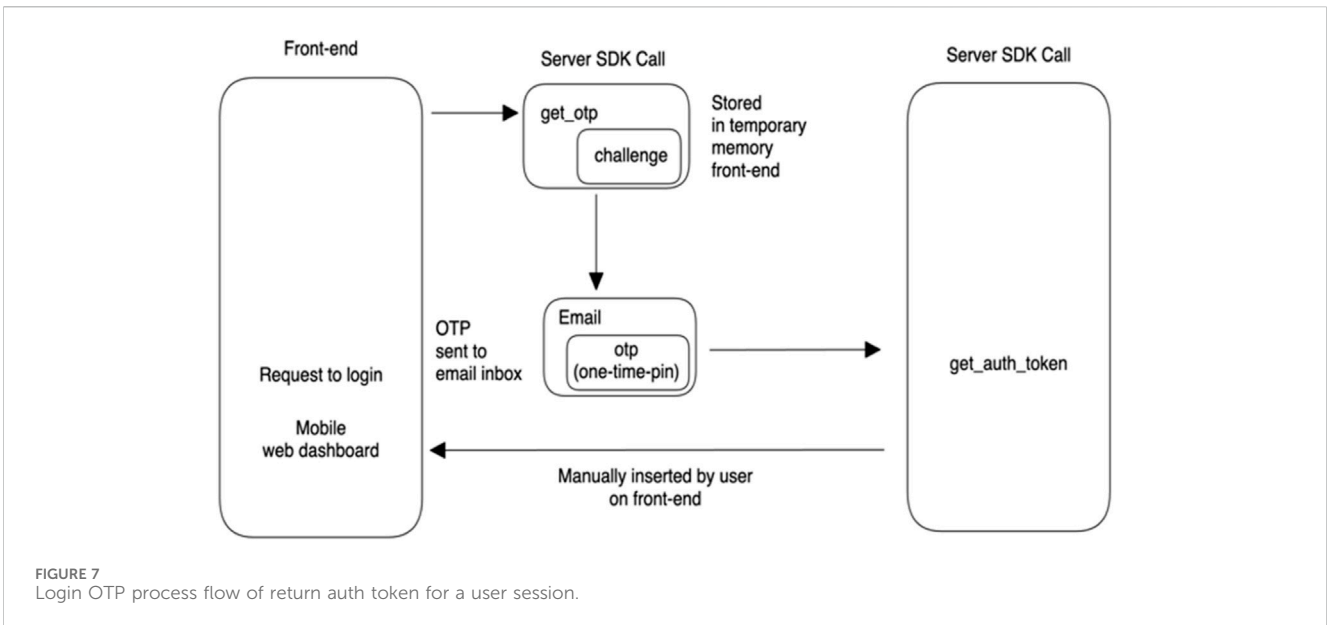 Front-end
Server SDK Call
Server SDK Call
get_otp
challenge
Stored
in temporary
memory
front-end
OTP
sent to
email inbox
Email
otp
(one-time-pin)
Request to login
Mobile
web dashboard
get_auth_token
Manually inserted by user
on front-end
FIGURE 7
Login OTP process flow of return auth token for a user session.